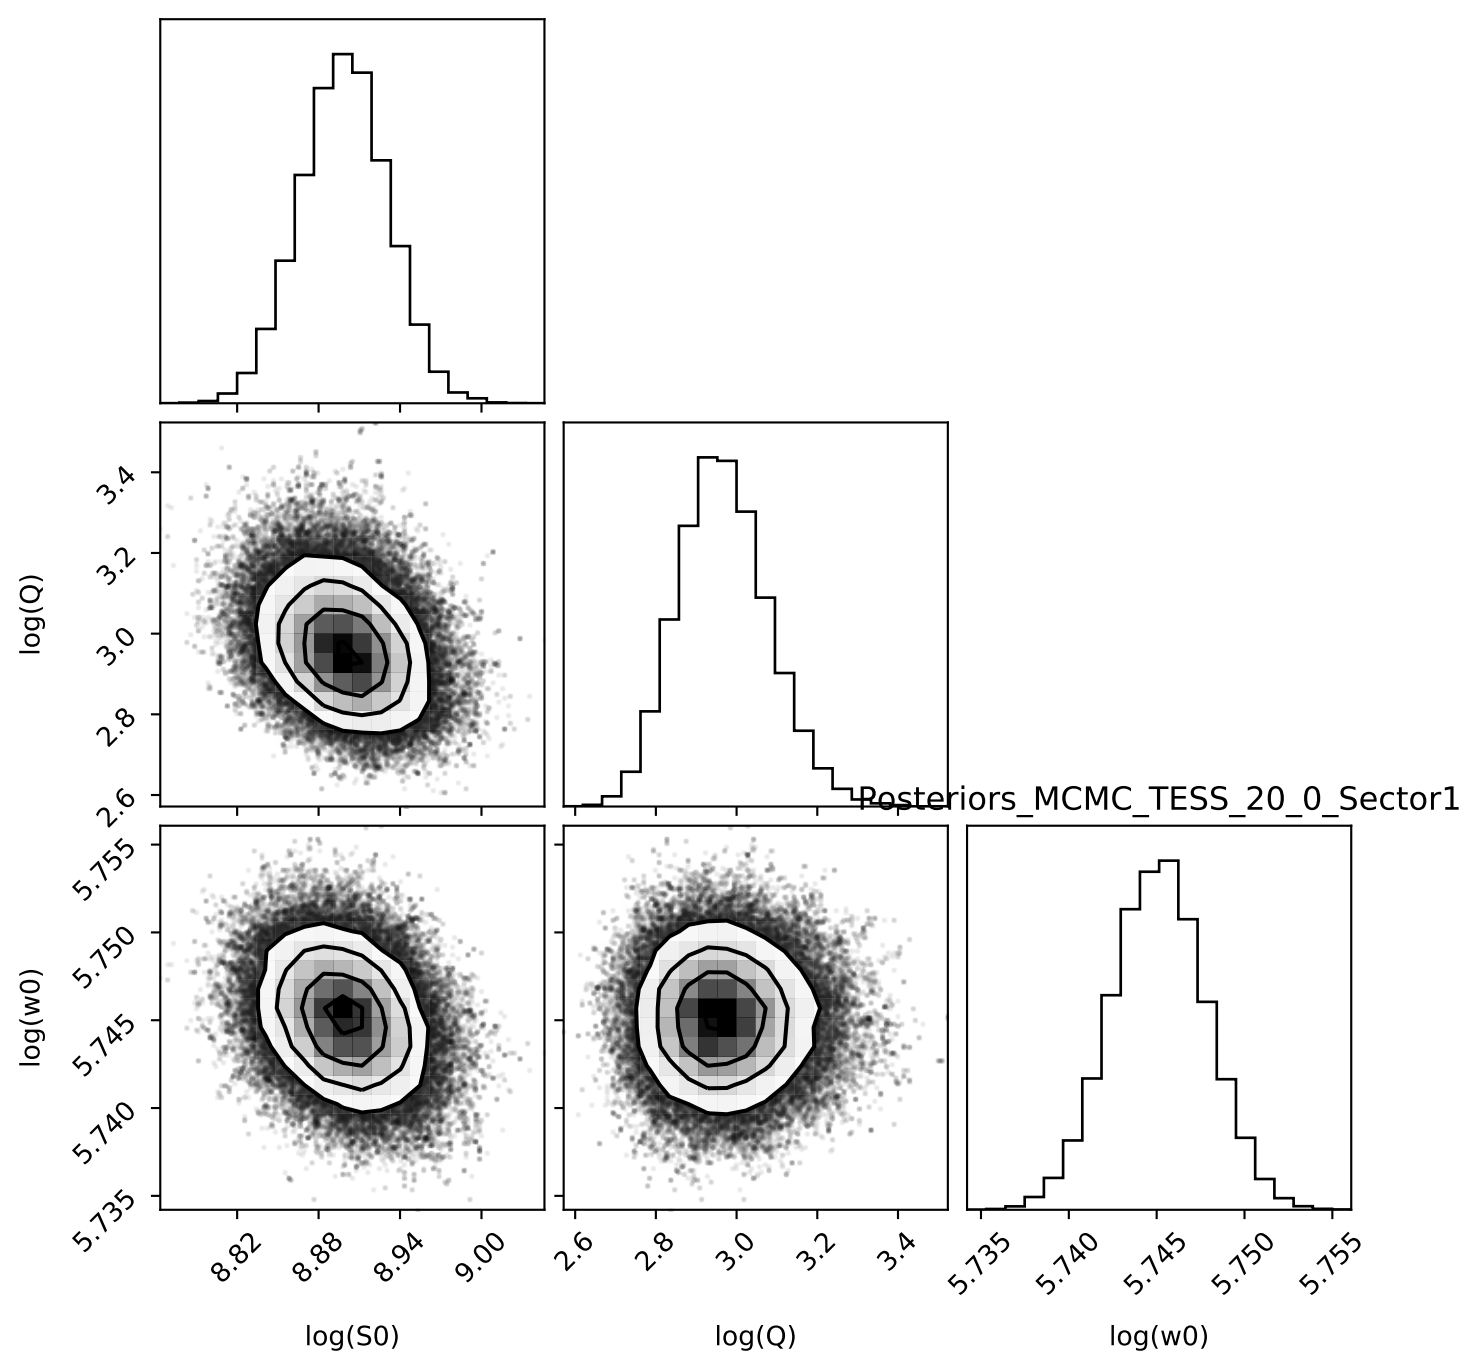 3.4
3.2
3.0
2.8
2.6
log(Q)
Posteriors_MCMC_TESS_20_0_Sector1
5.755
5.750
5.745
5.740
5.735
log(w0)
8.82 8.88 8.94 9.00
2.6 2.8 3.0 3.2 3.4
5.735 5.740 5.745 5.750 5.755
log(S0) log(Q) log(w0)